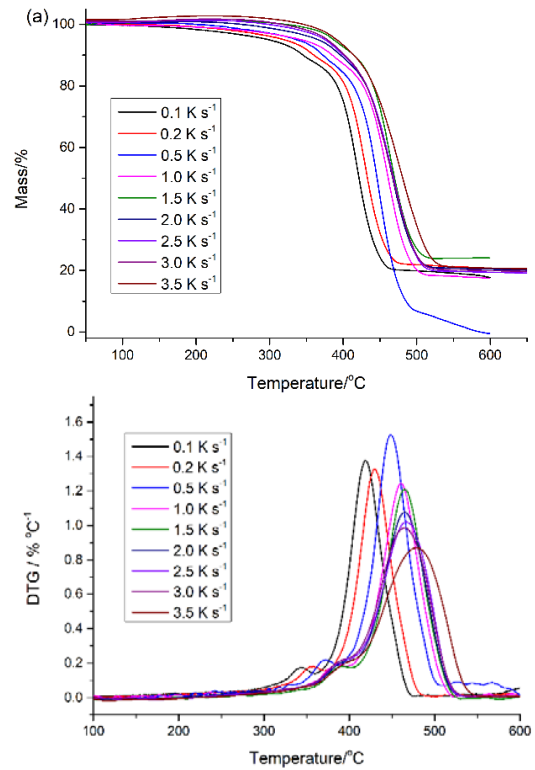 (a)
100
80
60
40
20
0
Mass/%
0.1 K s⁻¹
0.2 K s⁻¹
0.5 K s⁻¹
1.0 K s⁻¹
1.5 K s⁻¹
2.0 K s⁻¹
2.5 K s⁻¹
3.0 K s⁻¹
3.5 K s⁻¹
100 200 300 400 500 600
Temperature/°C
1.6
1.4
1.2
1.0
0.8
0.6
0.4
0.2
0.0
DTG / % °C⁻¹
0.1 K s⁻¹
0.2 K s⁻¹
0.5 K s⁻¹
1.0 K s⁻¹
1.5 K s⁻¹
2.0 K s⁻¹
2.5 K s⁻¹
3.0 K s⁻¹
3.5 K s⁻¹
100 200 300 400 500 600
Temperature/°C